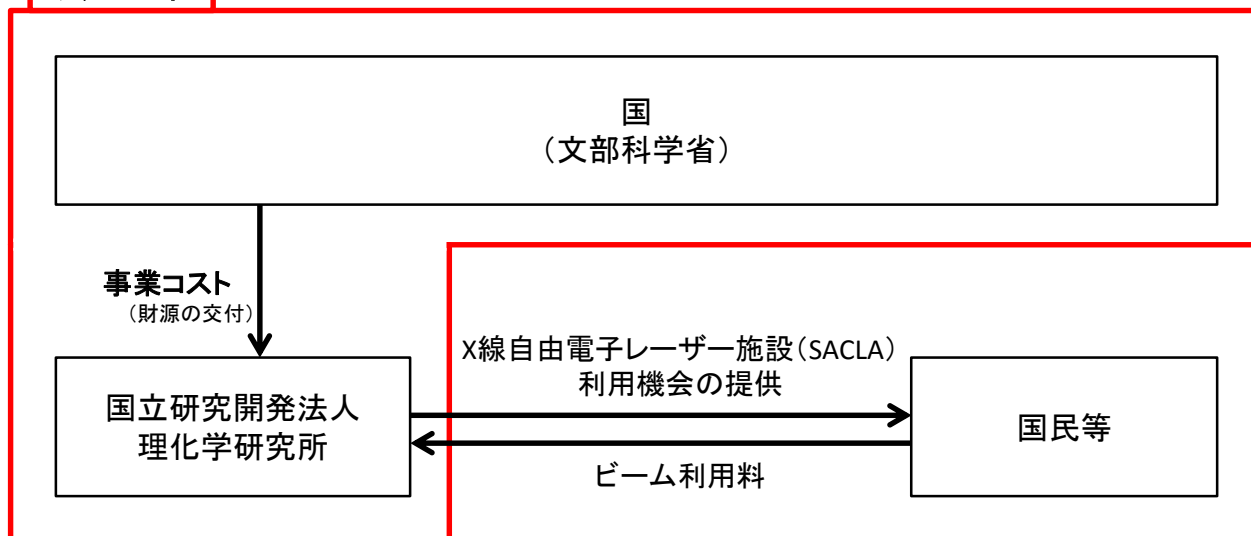 国
（文部科学省）
事業コスト
（財源の交付）
X線自由電子レーザー施設（SACLA）
利用機会の提供
国立研究開発法人
理化学研究所
国民等
ビーム利用料